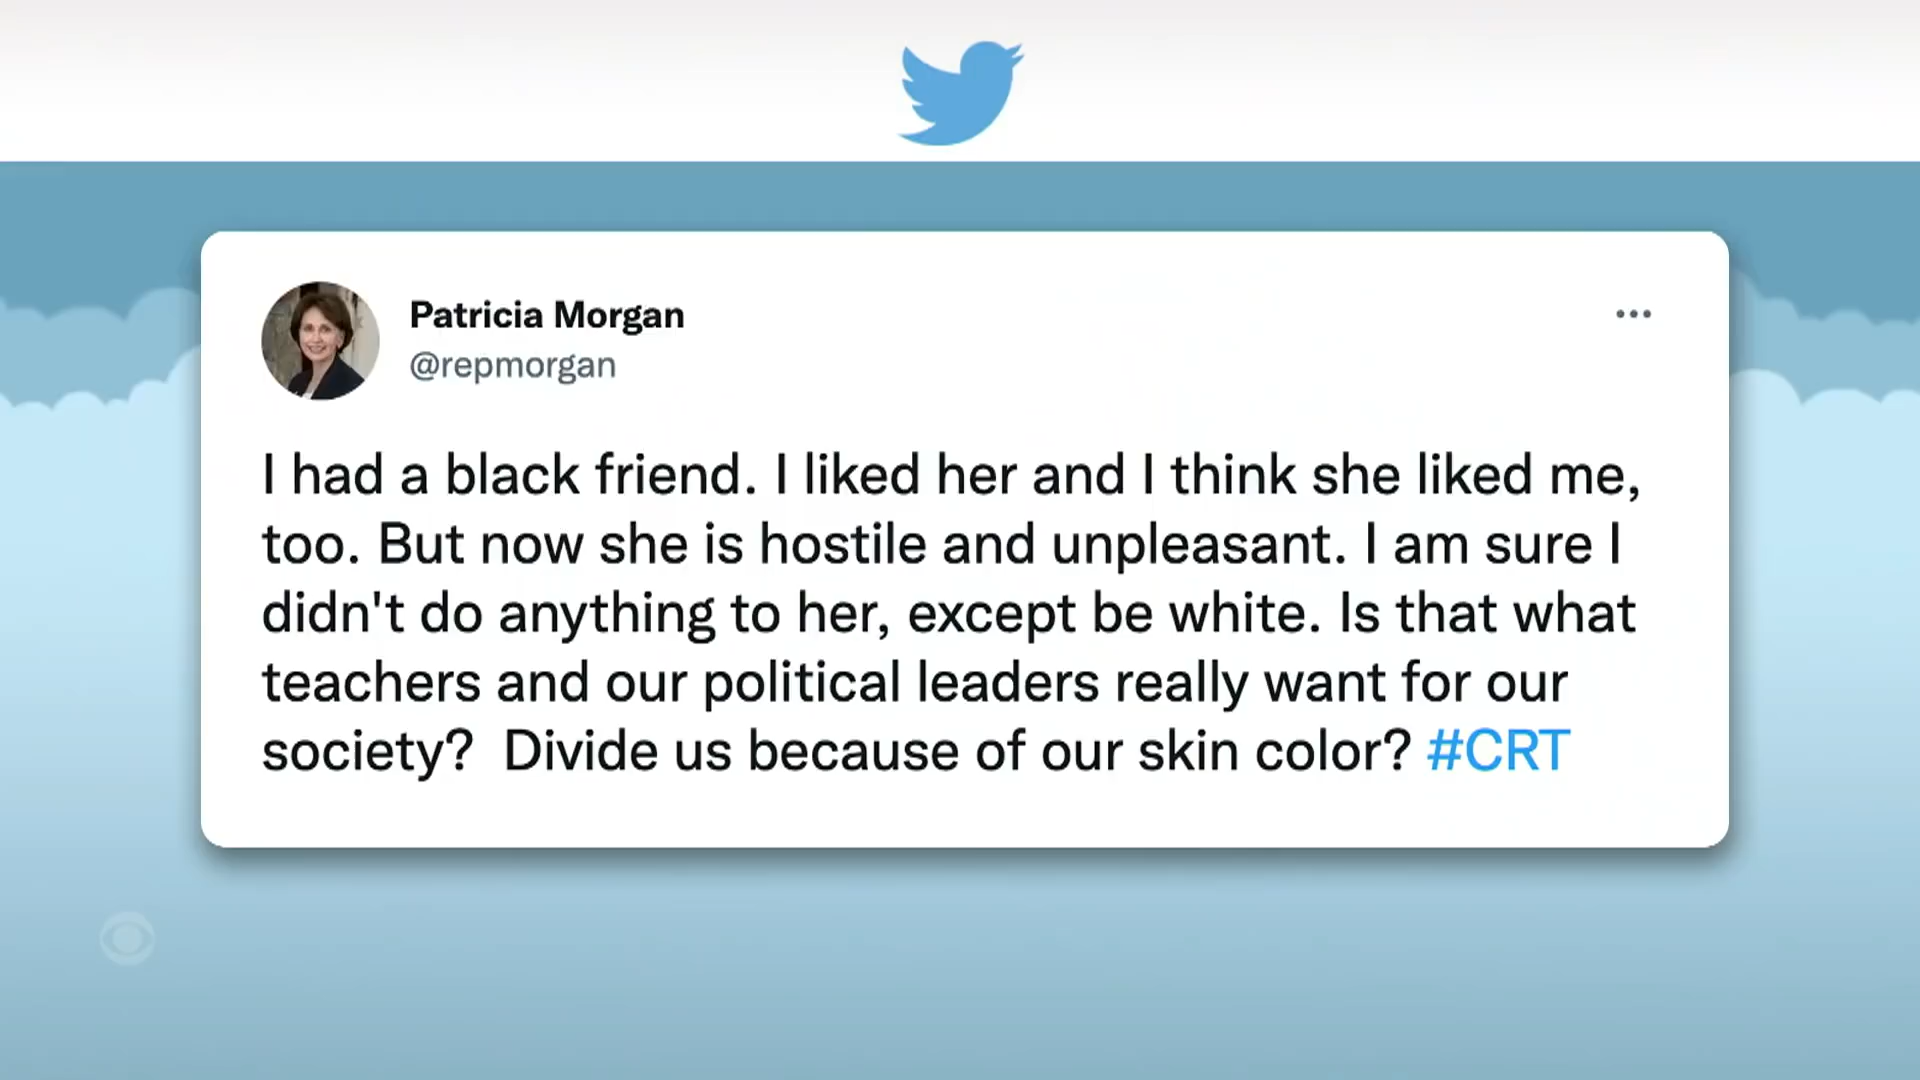 Patricia Morgan
@repmorgan
I had a black friend. I liked her and I think she liked me,
too. But now she is hostile and unpleasant. I am sure I
didn't do anything to her, except be white. Is that what
teachers and our political leaders really want for our
society?  Divide us because of our skin color? #CRT